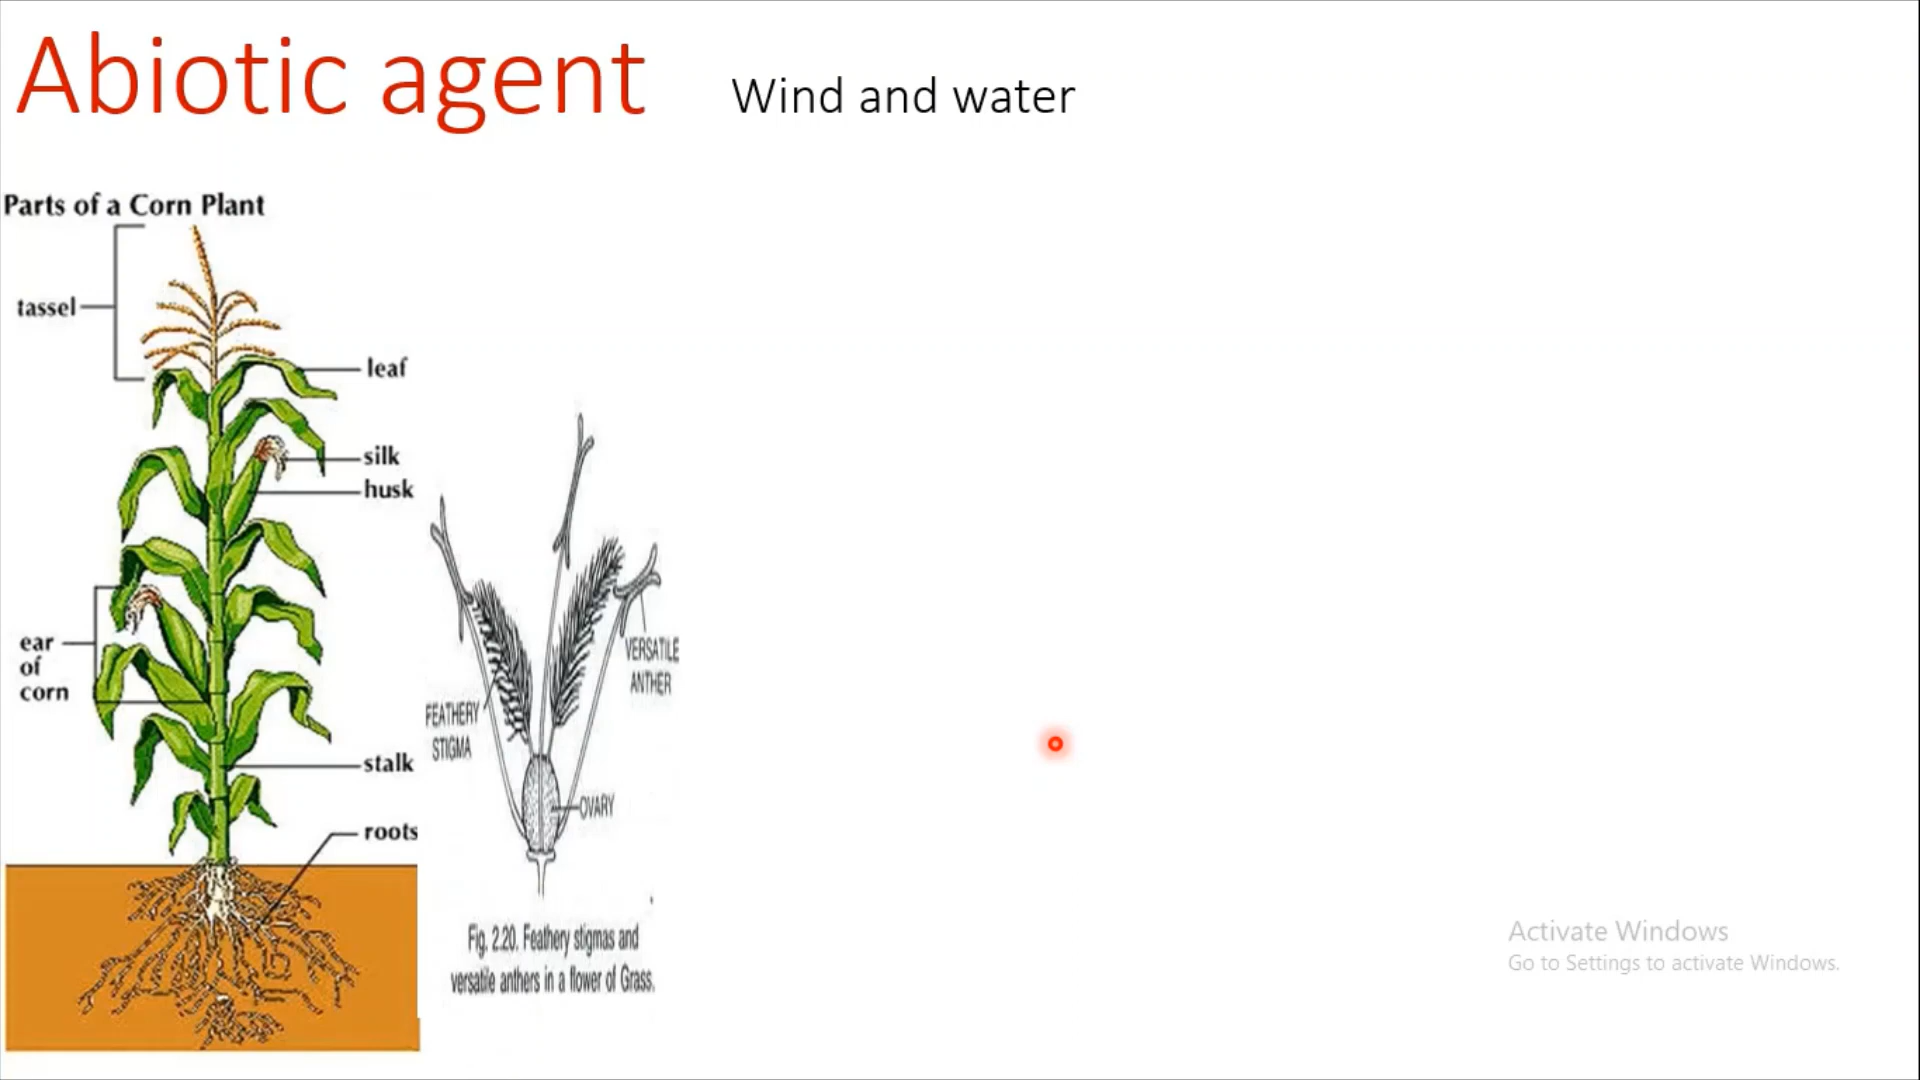 Abiotic agent
Wind and water
Parts of a Corn Plant
tassel
leaf
silk
husk
ear
of
corn
stalk
roots
VERSATILE
ANTHER
FEATHERY
STIGMA
OVARY
Fig. 2.20. Feathery stigmas and
versatile anthers in a flower of Grass.
Activate Windows
Go to Settings to activate Windows.